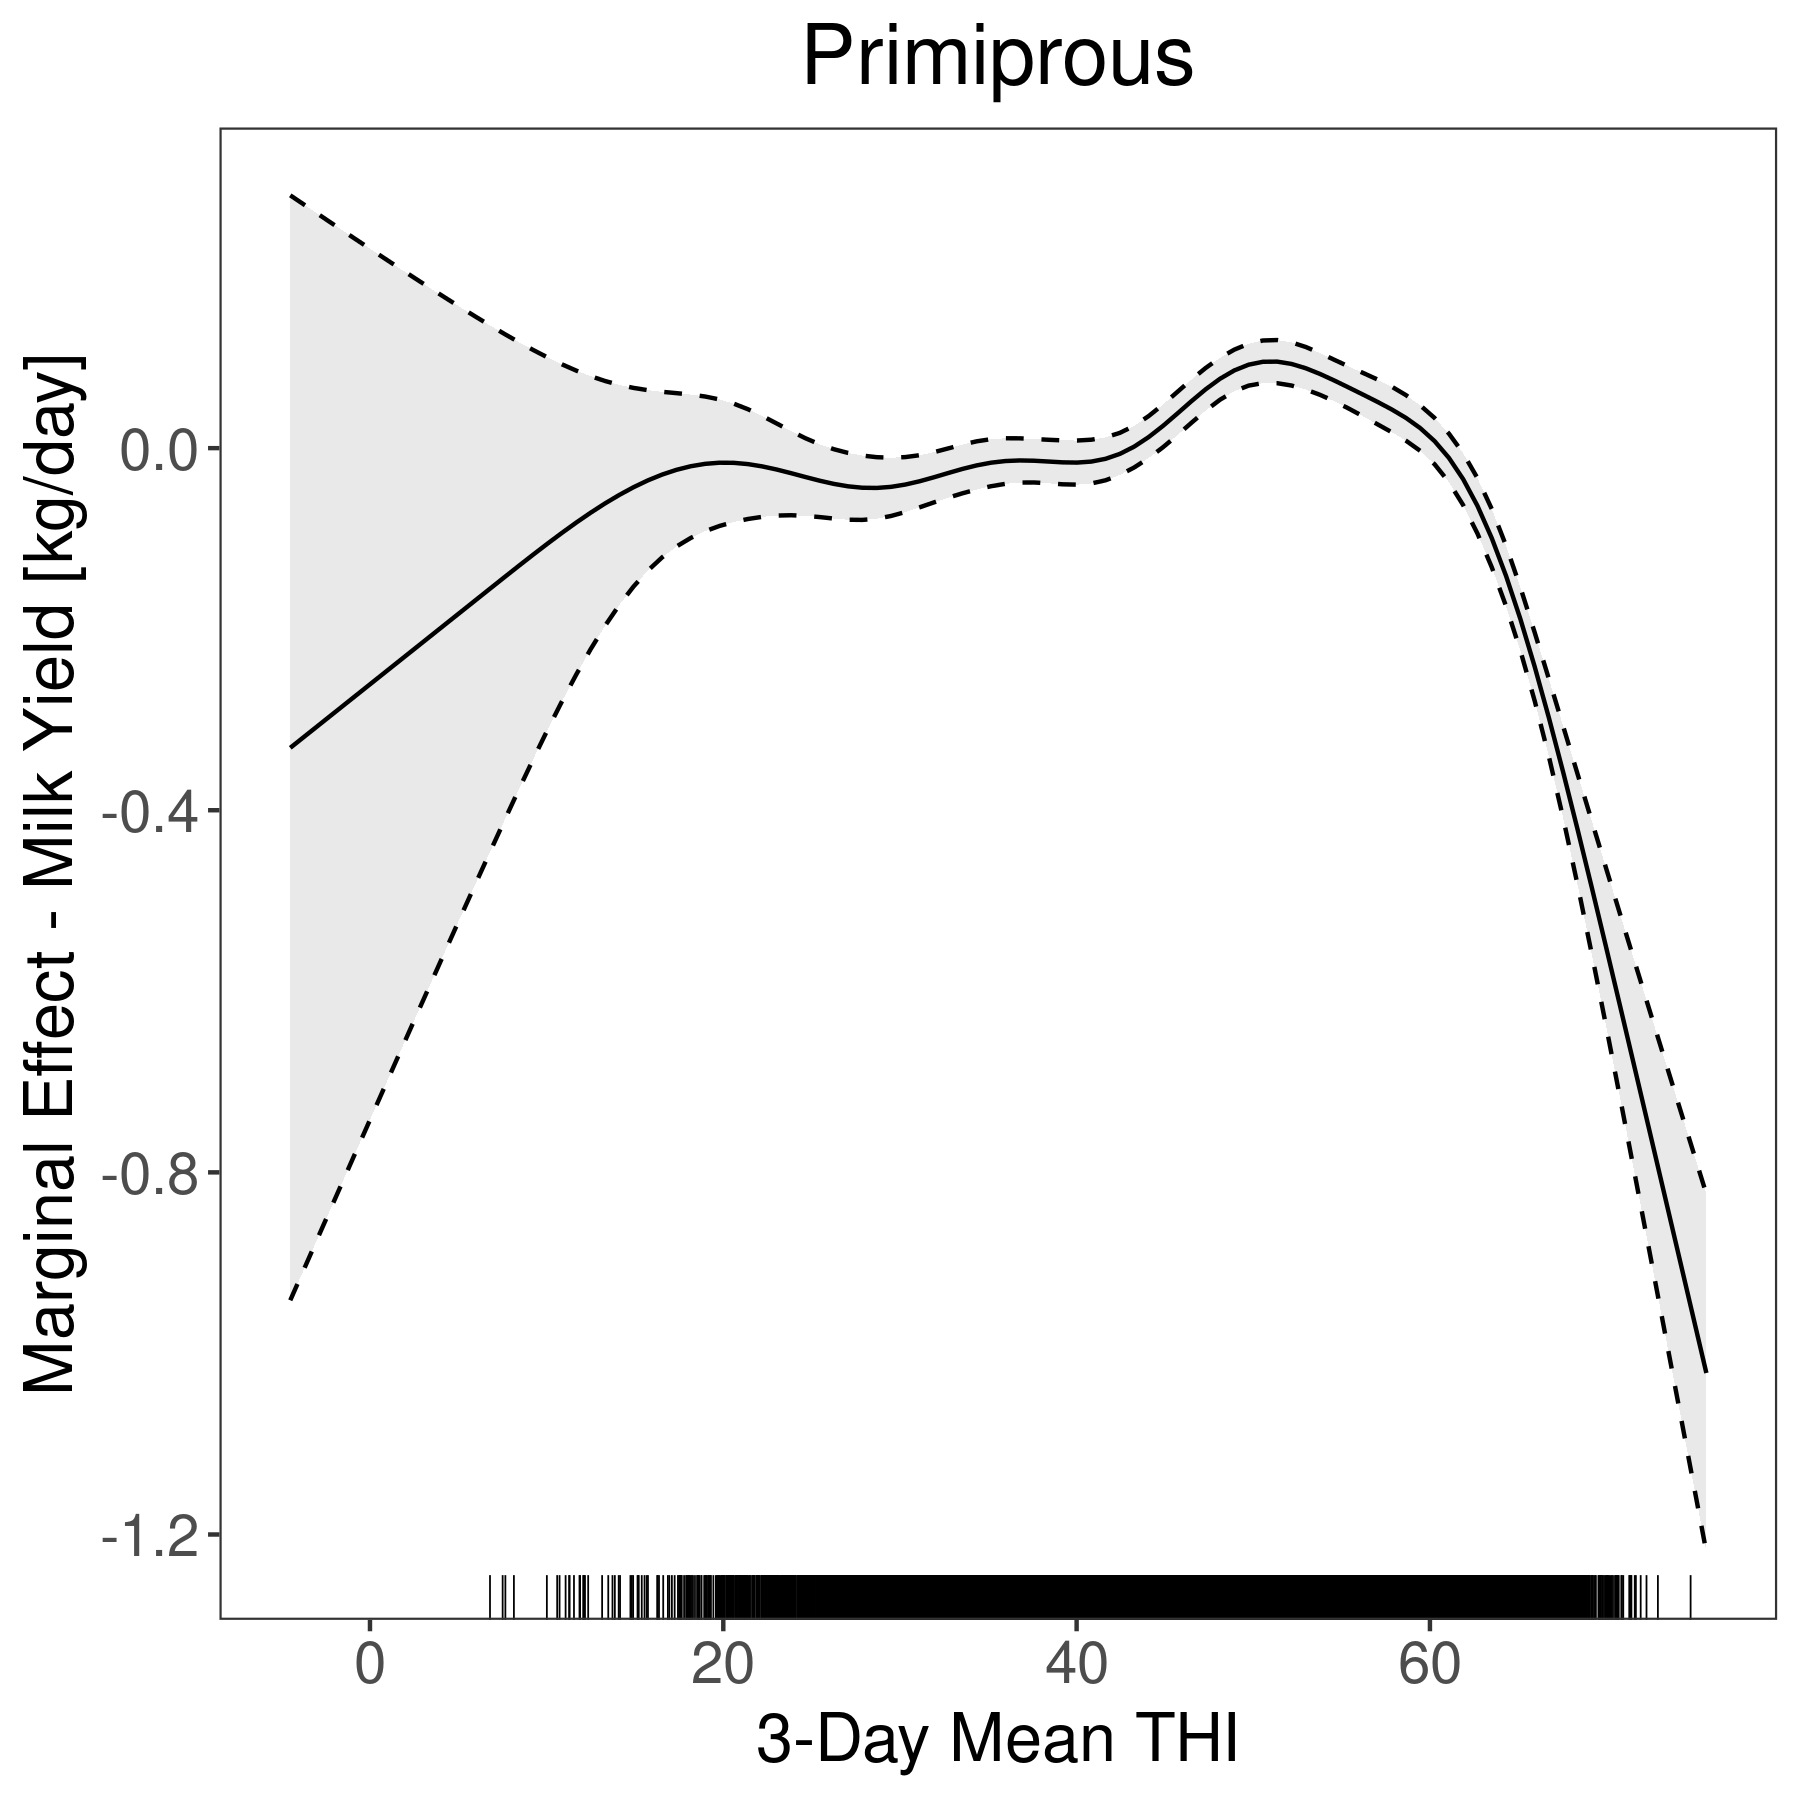 Primiprous
Marginal Effect - Milk Yield [kg/day]
0.0
-0.4
-0.8
-1.2
0 20 40 60
3-Day Mean THI